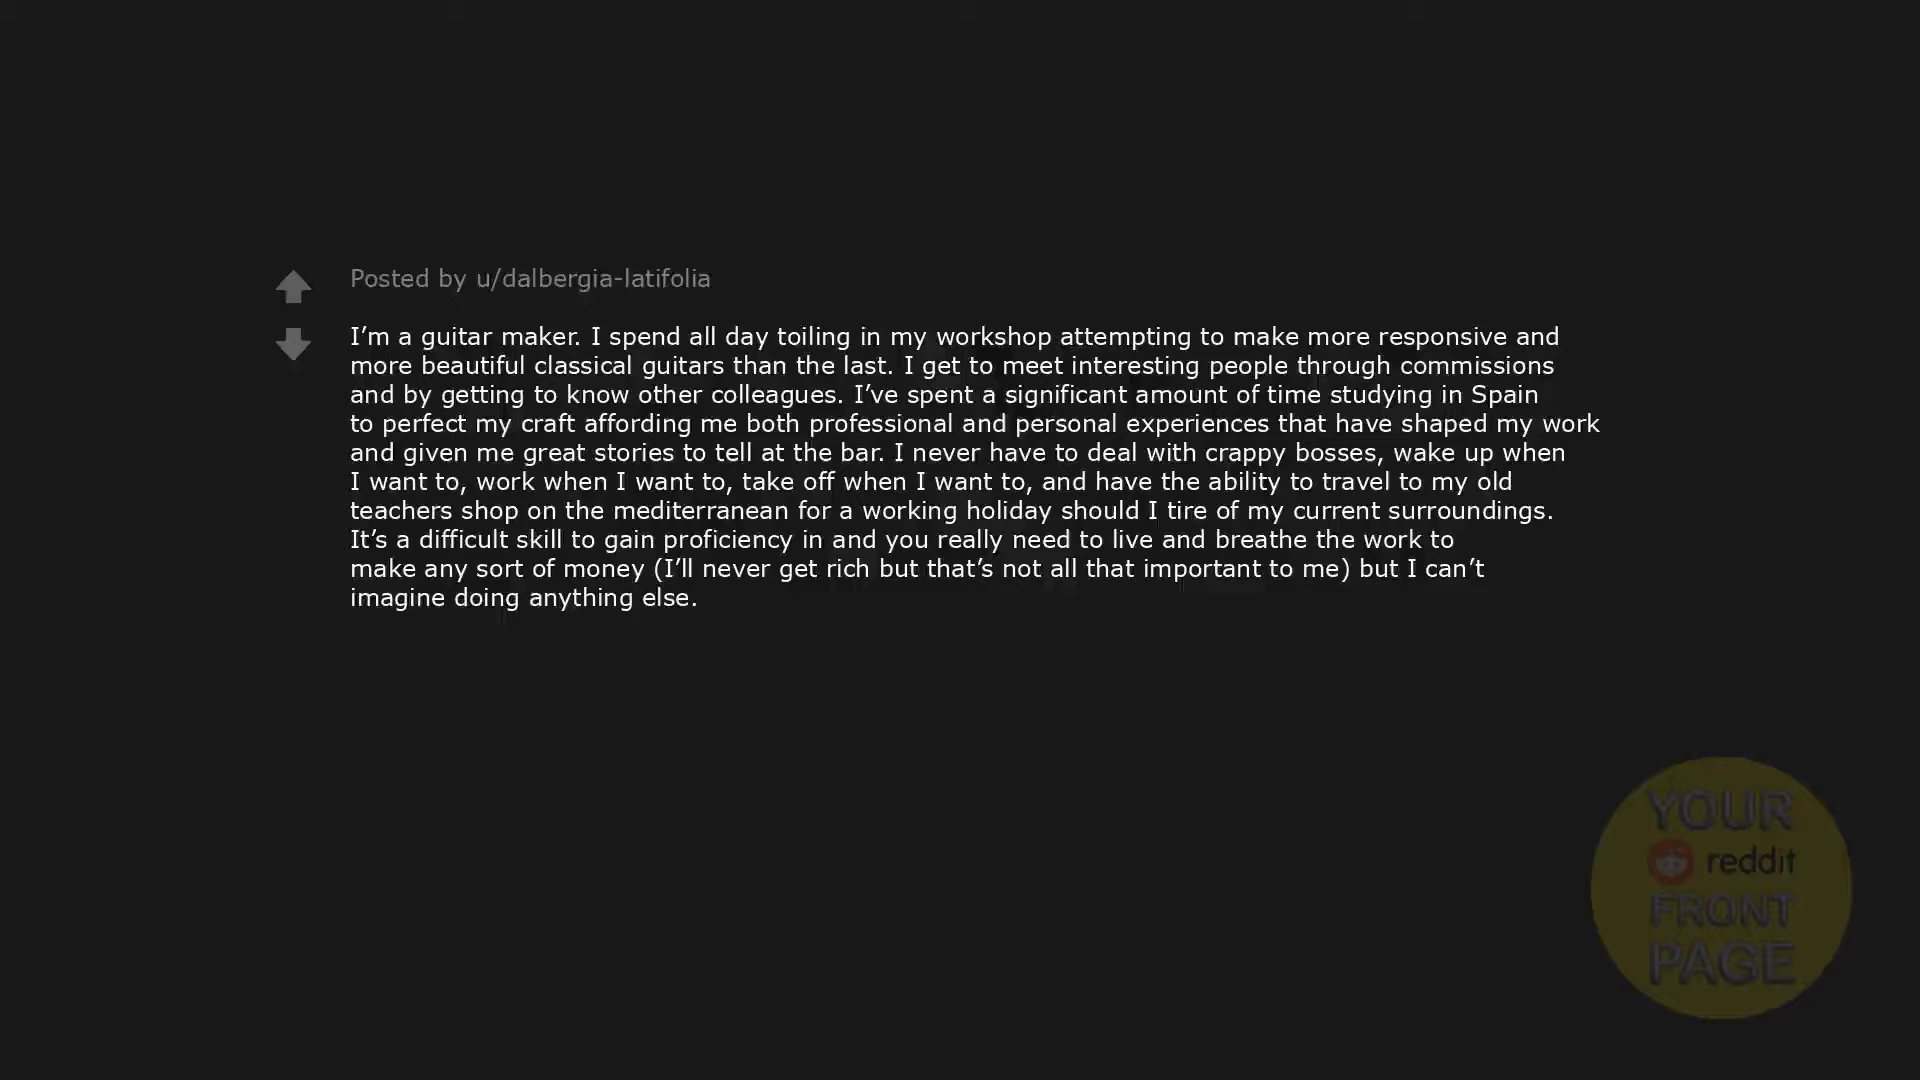 Posted by u/dalbergia-latifolia
I’m a guitar maker. I spend all day toiling in my workshop attempting to make more responsive and
more beautiful classical guitars than the last. I get to meet interesting people through commissions
and by getting to know other colleagues. I’ve spent a significant amount of time studying in Spain
to perfect my craft affording me both professional and personal experiences that have shaped my work
and given me great stories to tell at the bar. I never have to deal with crappy bosses, wake up when
I want to, work when I want to, take off when I want to, and have the ability to travel to my old
teachers shop on the mediterranean for a working holiday should I tire of my current surroundings.
It’s a difficult skill to gain proficiency in and you really need to live and breathe the work to
make any sort of money (I’ll never get rich but that’s not all that important to me) but I can’t
imagine doing anything else.
YOUR
reddit
FRONT
PAGE